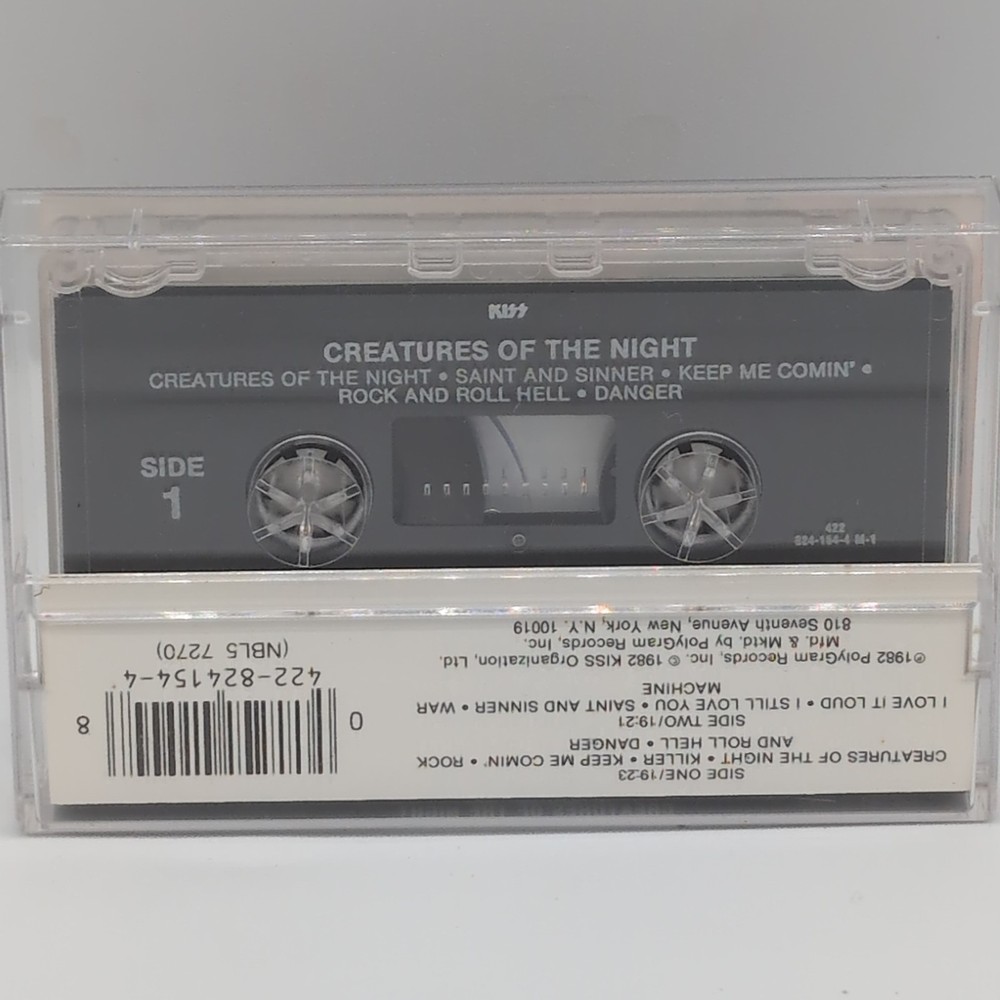 KISS
CREATURES OF THE NIGHT
CREATURES OF THE NIGHT • SAINT AND SINNER • KEEP ME COMIN' •
ROCK AND ROLL HELL • DANGER
SIDE
1
422
824-154-4 M-1
SIDE ONE/19:23
CREATURES OF THE NIGHT • KILLER • KEEP ME COMIN' • ROCK
AND ROLL HELL • DANGER
SIDE TWO/19:21
I LOVE IT LOUD • I STILL LOVE YOU • SAINT AND SINNER • WAR
MACHINE
℗1982 PolyGram Records, Inc. © 1982 KISS Organization, Ltd.
Mfd. & Mktd. by PolyGram Records, Inc.
810 Seventh Avenue, New York, N.Y. 10019
0
8
422-824154-4
(NBL5 7270)